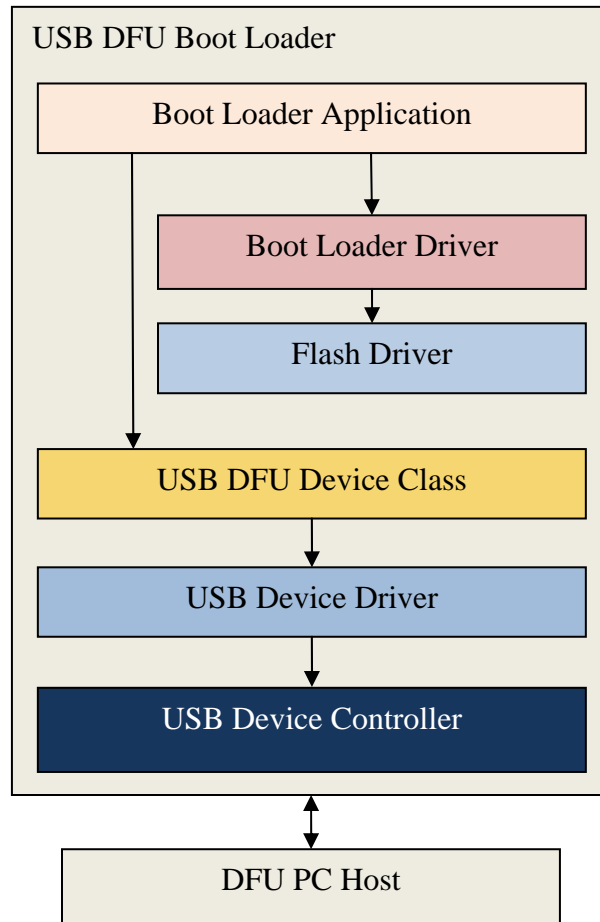 USB DFU Boot Loader
Boot Loader Application
Boot Loader Driver
Flash Driver
USB DFU Device Class
USB Device Driver
USB Device Controller
DFU PC Host